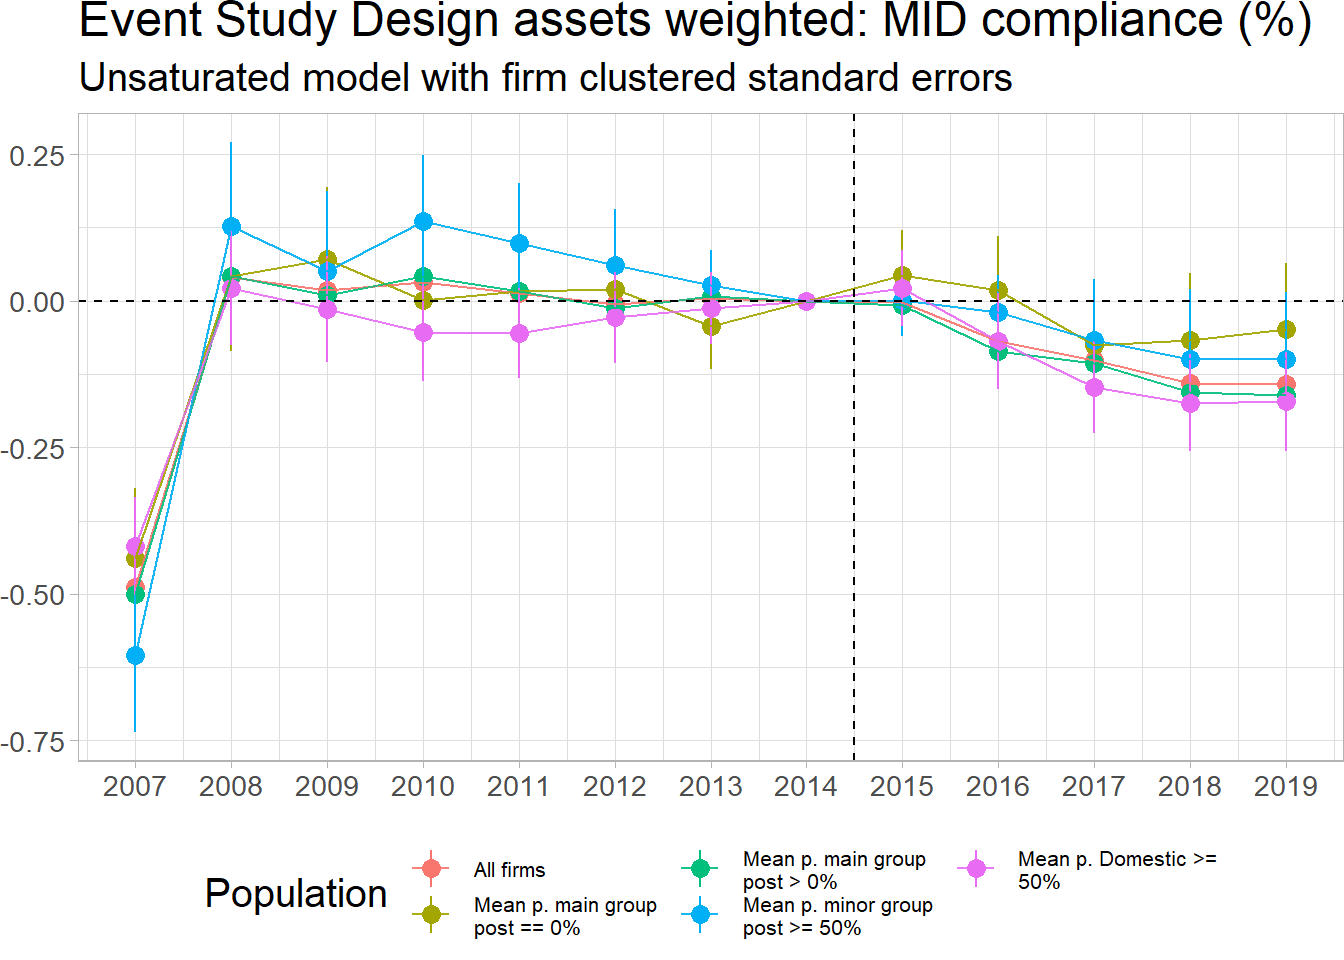 Event Study Design assets weighted: MID compliance (%)
Unsaturated model with firm clustered standard errors
0.25
0.00
-0.25
-0.50
-0.75
2007 2008 2009 2010 2011 2012 2013 2014 2015 2016 2017 2018 2019
Population
All firms
Mean p. main group
post == 0%
Mean p. main group
post > 0%
Mean p. minor group
post >= 50%
Mean p. Domestic >=
50%